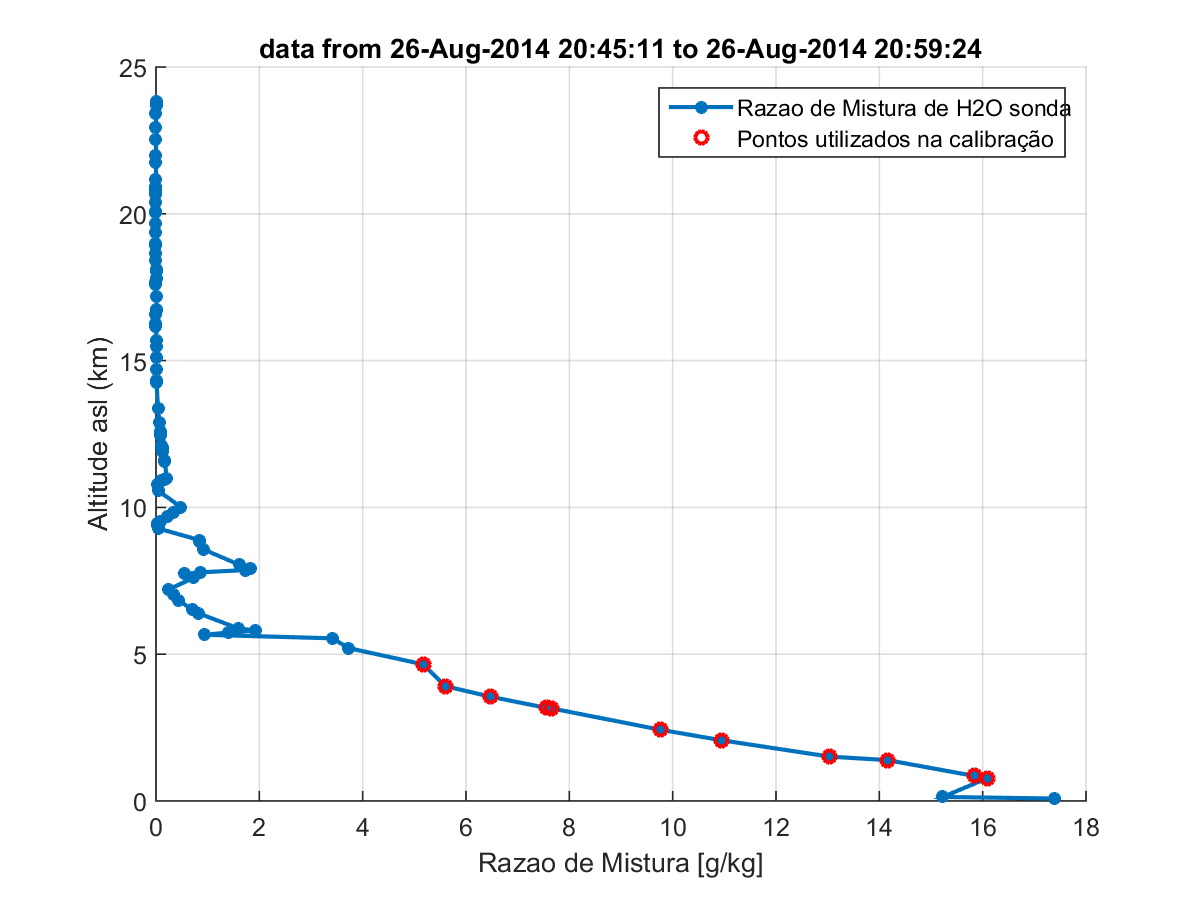 data from 26-Aug-2014 20:45:11 to 26-Aug-2014 20:59:24
Razao de Mistura de H2O sonda
Pontos utilizados na calibração
Altitude asl (km)
25
20
15
10
5
0
0 2 4 6 8 10 12 14 16 18
Razao de Mistura [g/kg]